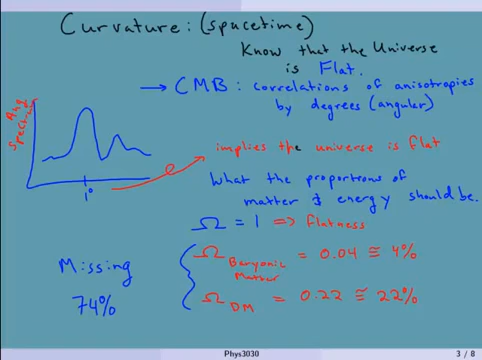 Curvature: (spacetime)
Know that the Universe
is Flat.
→ CMB: correlations of anisotropies
by degrees (angular)
Ang
Spectrum
1°
implies the universe is flat
What the proportions of
matter & energy should be.
Ω = 1 ⇒ flatness
Missing
74%
Ω Baryonic Matter = 0.04 ≅ 4%
Ω DM = 0.22 ≅ 22%
Phys3030
3 / 8